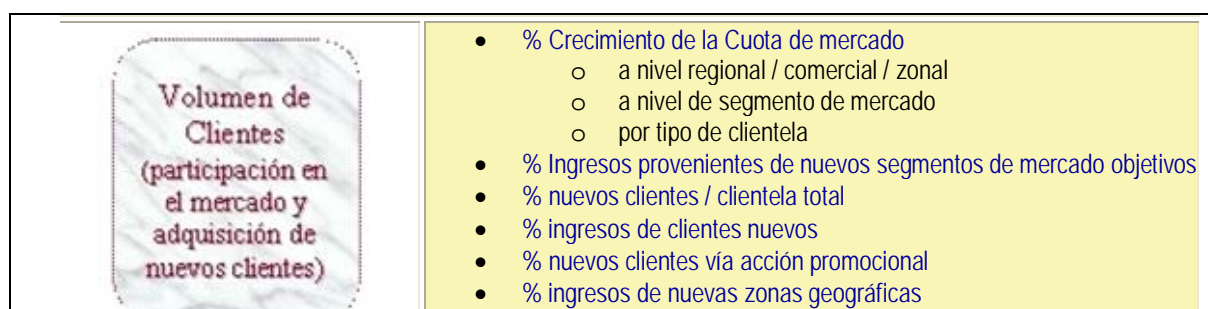 Volumen de
Clientes
(participación en
el mercado y
adquisición de
nuevos clientes)
• % Crecimiento de la Cuota de mercado
o a nivel regional / comercial / zonal
o a nivel de segmento de mercado
o por tipo de clientela
• % Ingresos provenientes de nuevos segmentos de mercado objetivos
• % nuevos clientes / clientela total
• % ingresos de clientes nuevos
• % nuevos clientes vía acción promocional
• % ingresos de nuevas zonas geográficas